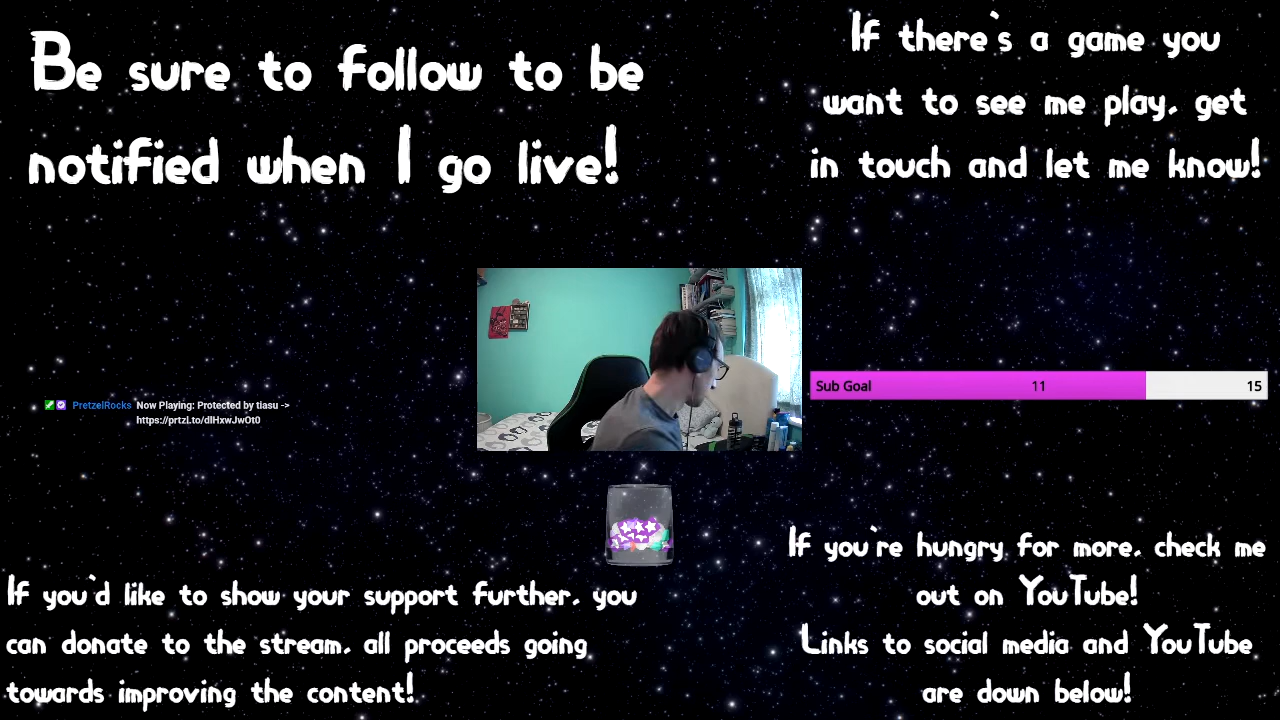 Be sure to follow to be
notified when I go live!
If there's a game you
want to see me play, get
in touch and let me know!
Sub Goal 11 15
PretzelRocks Now Playing: Protected by tiasu ->
https://prtzl.to/dlHxwJwOt0
If you'd like to show your support further, you
can donate to the stream, all proceeds going
towards improving the content!
If you're hungry for more, check me
out on YouTube!
Links to social media and YouTube
are down below!